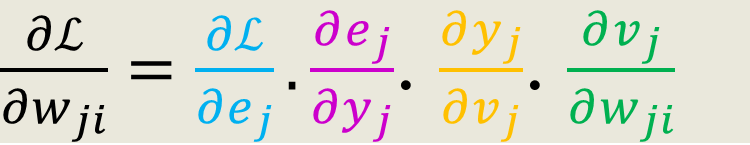 ∂ℒ/∂w_ji = ∂ℒ/∂e_j . ∂e_j/∂y_j . ∂y_j/∂v_j . ∂v_j/∂w_ji